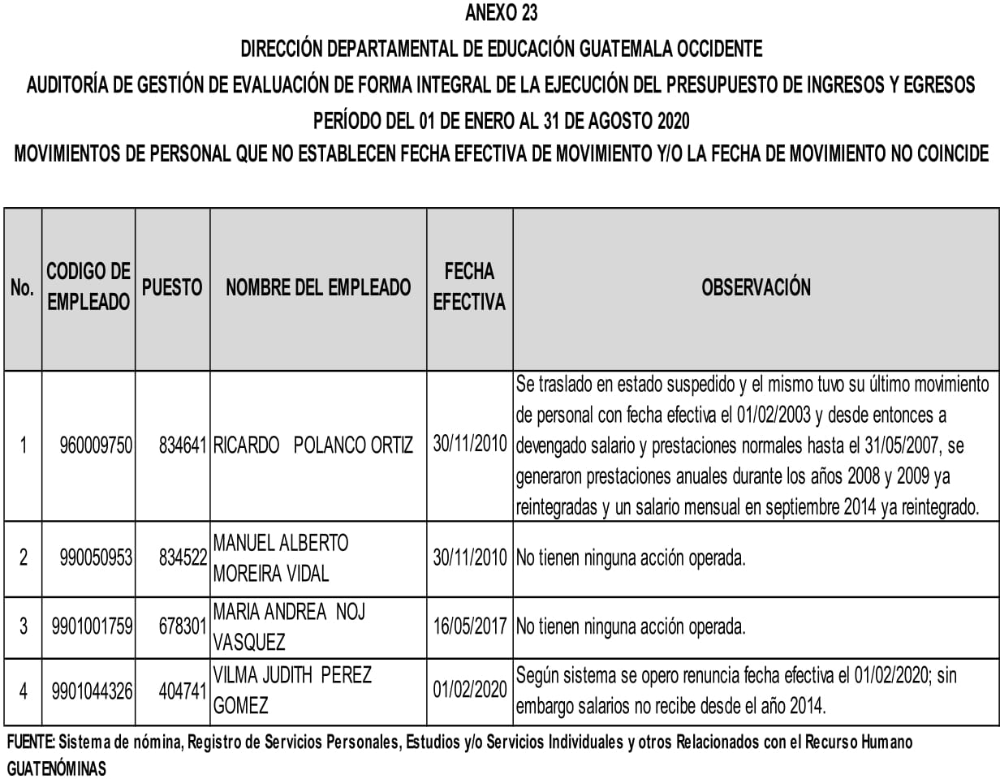 ANEXO 23
DIRECCIÓN DEPARTAMENTAL DE EDUCACIÓN GUATEMALA OCCIDENTE
AUDITORÍA DE GESTIÓN DE EVALUACIÓN DE FORMA INTEGRAL DE LA EJECUCIÓN DEL PRESUPUESTO DE INGRESOS Y EGRESOS
PERÍODO DEL 01 DE ENERO AL 31 DE AGOSTO 2020
MOVIMIENTOS DE PERSONAL QUE NO ESTABLECEN FECHA EFECTIVA DE MOVIMIENTO Y/O LA FECHA DE MOVIMIENTO NO COINCIDE
No.
CODIGO DE
EMPLEADO
PUESTO
NOMBRE DEL EMPLEADO
FECHA
EFECTIVA
OBSERVACIÓN
1
960009750
834641
RICARDO POLANCO ORTIZ
30/11/2010
Se traslado en estado suspedido y el mismo tuvo su último movimiento
de personal con fecha efectiva el 01/02/2003 y desde entonces a
devengado salario y prestaciones normales hasta el 31/05/2007, se
generaron prestaciones anuales durante los años 2008 y 2009 ya
reintegradas y un salario mensual en septiembre 2014 ya reintegrado.
2
990050953
834522
MANUEL ALBERTO
MOREIRA VIDAL
30/11/2010
No tienen ninguna acción operada.
3
9901001759
678301
MARIA ANDREA NOJ
VASQUEZ
16/05/2017
No tienen ninguna acción operada.
4
9901044326
404741
VILMA JUDITH PEREZ
GOMEZ
01/02/2020
Según sistema se opero renuncia fecha efectiva el 01/02/2020; sin
embargo salarios no recibe desde el año 2014.
FUENTE: Sistema de nómina, Registro de Servicios Personales, Estudios y/o Servicios Individuales y otros Relacionados con el Recurso Humano
GUATENÓMINAS